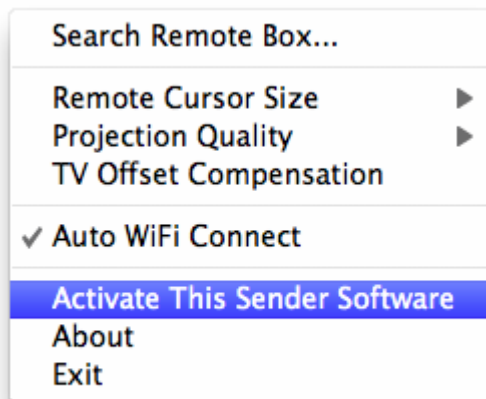 Search Remote Box...
Remote Cursor Size
Projection Quality
TV Offset Compensation
Auto WiFi Connect
Activate This Sender Software
About
Exit